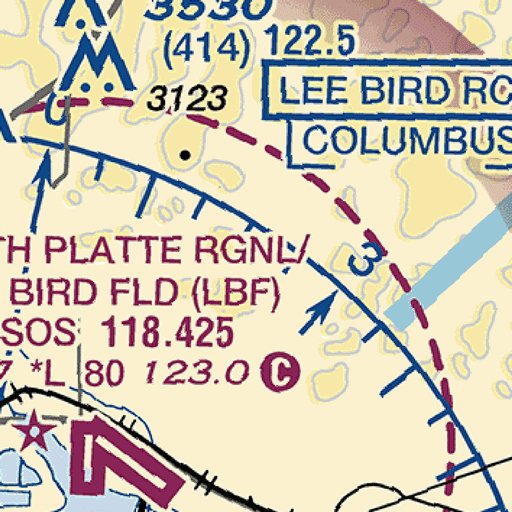 3530
(414) 122.5
3123
LEE BIRD RC
COLUMBUS
3
TH PLATTE RGNL/
BIRD FLD (LBF)
SOS 118.425
7 *L 80 123.0 C